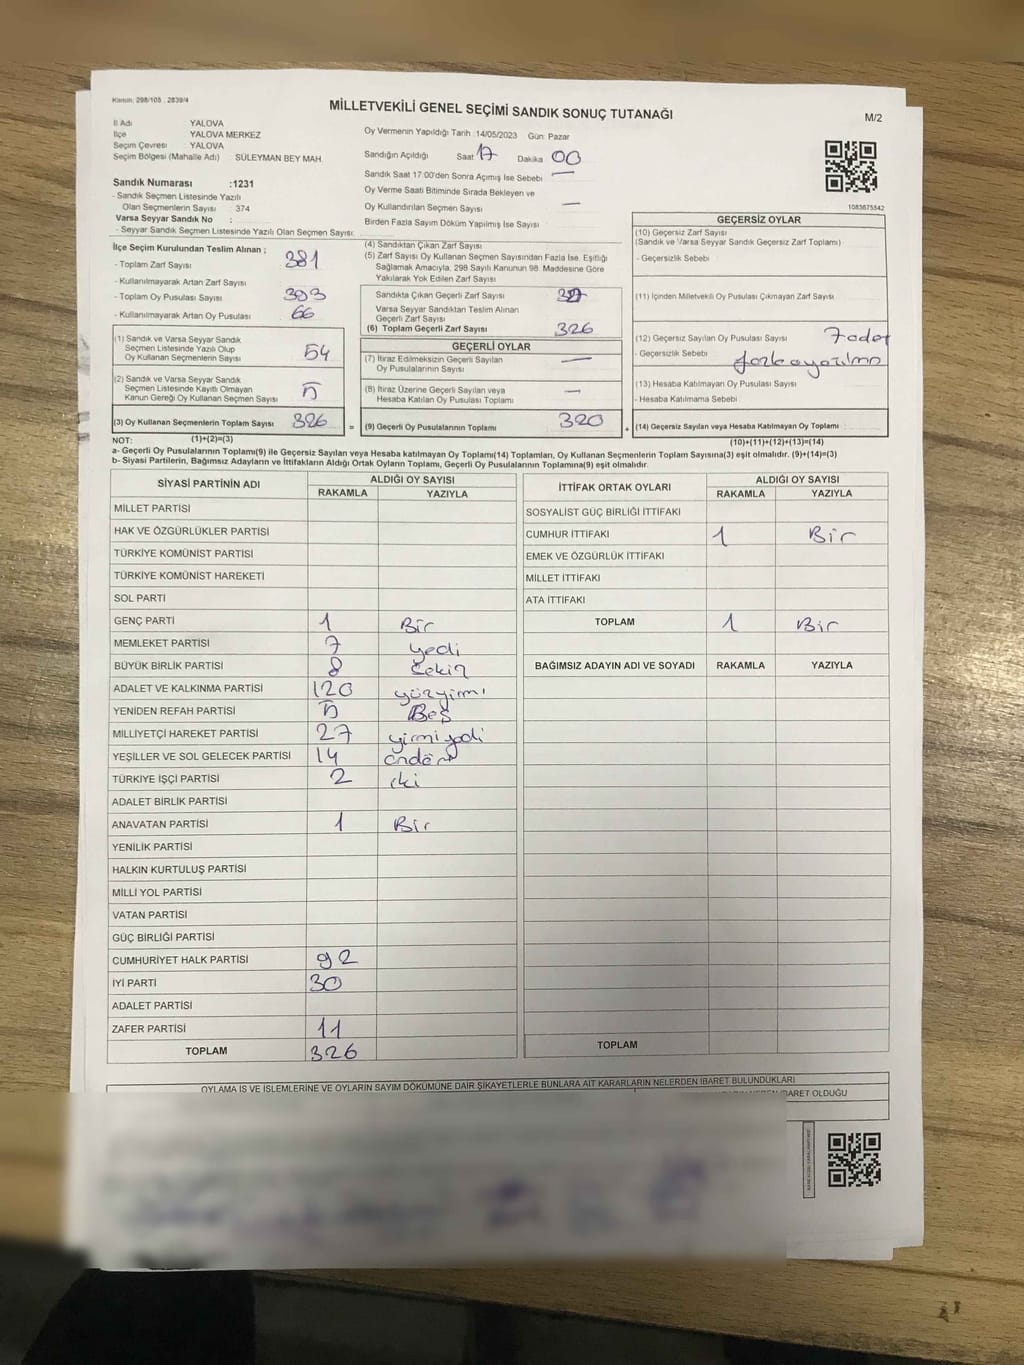 Kanun: 298/105 , 2839/4
MİLLETVEKİLİ GENEL SEÇİMİ SANDIK SONUÇ TUTANAĞI
M/2
İl Adı : YALOVA
İlçe : YALOVA MERKEZ
Seçim Çevresi : YALOVA
Seçim Bölgesi (Mahalle Adı) : SÜLEYMAN BEY MAH.
Sandık Numarası :1231
- Sandık Seçmen Listesinde Yazılı
Olan Seçmenlerin Sayısı : 374
Varsa Seyyar Sandık No :
- Seyyar Sandık Seçmen Listesinde Yazılı Olan Seçmen Sayısı:
Oy Vermenin Yapıldığı Tarih :14/05/2023 Gün: Pazar
Sandığın Açıldığı Saat 17 Dakika 00
Sandık Saat 17:00'den Sonra Açılmış İse Sebebi —
Oy Verme Saati Bitiminde Sırada Bekleyen ve
Oy Kullandırılan Seçmen Sayısı —
Birden Fazla Sayım Döküm Yapılmış İse Sayısı
1083675542
İlçe Seçim Kurulundan Teslim Alınan ;
- Toplam Zarf Sayısı 381
- Kullanılmayarak Artan Zarf Sayısı
- Toplam Oy Pusulası Sayısı 393
- Kullanılmayarak Artan Oy Pusulası 66
(1) Sandık ve Varsa Seyyar Sandık
Seçmen Listesinde Yazılı Olup
Oy Kullanan Seçmenlerin Sayısı 54
(2) Sandık ve Varsa Seyyar Sandık
Seçmen Listesinde Kayıtlı Olmayan
Kanun Gereği Oy Kullanan Seçmen Sayısı 5
(3) Oy Kullanan Seçmenlerin Toplam Sayısı 326
(1)+(2)=(3)
(4) Sandıktan Çıkan Zarf Sayısı
(5) Zarf Sayısı Oy Kullanan Seçmen Sayısından Fazla İse, Eşitliği
Sağlamak Amacıyla, 298 Sayılı Kanunun 98. Maddesine Göre
Yakılarak Yok Edilen Zarf Sayısı
Sandıkta Çıkan Geçerli Zarf Sayısı
Varsa Seyyar Sandıktan Teslim Alınan
Geçerli Zarf Sayısı
(6) Toplam Geçerli Zarf Sayısı 326
GEÇERLİ OYLAR
(7) İtiraz Edilmeksizin Geçerli Sayılan
Oy Pusulalarının Sayısı —
(8) İtiraz Üzerine Geçerli Sayılan veya
Hesaba Katılan Oy Pusulası Toplamı —
= (9) Geçerli Oy Pusulalarının Toplamı 320
GEÇERSİZ OYLAR
(10) Geçersiz Zarf Sayısı
(Sandık ve Varsa Seyyar Sandık Geçersiz Zarf Toplamı)
- Geçersizlik Sebebi
(11) İçinden Milletvekili Oy Pusulası Çıkmayan Zarf Sayısı
(12) Geçersiz Sayılan Oy Pusulası Sayısı 7 adet
- Geçersizlik Sebebi
(13) Hesaba Katılmayan Oy Pusulası Sayısı
- Hesaba Katılmama Sebebi
+ (14) Geçersiz Sayılan veya Hesaba Katılmayan Oy Toplamı :
(10)+(11)+(12)+(13)=(14)
NOT:
a- Geçerli Oy Pusulalarının Toplamı(9) ile Geçersiz Sayılan veya Hesaba katılmayan Oy Toplamı(14) Toplamları, Oy Kullanan Seçmenlerin Toplam Sayısına(3) eşit olmalıdır. (9)+(14)=(3)
b- Siyasi Partilerin, Bağımsız Adayların ve İttifakların Aldığı Ortak Oyların Toplamı, Geçerli Oy Pusulalarının Toplamına(9) eşit olmalıdır.
SİYASİ PARTİNİN ADI ALDIĞI OY SAYISI
RAKAMLA YAZIYLA
MİLLET PARTİSİ
HAK VE ÖZGÜRLÜKLER PARTİSİ
TÜRKİYE KOMÜNİST PARTİSİ
TÜRKİYE KOMÜNİST HAREKETİ
SOL PARTİ
GENÇ PARTİ 1 Bir
MEMLEKET PARTİSİ 7 yedi
BÜYÜK BİRLİK PARTİSİ 8 Sekiz
ADALET VE KALKINMA PARTİSİ 120 yüzyirmi
YENİDEN REFAH PARTİSİ 5 Beş
MİLLİYETÇİ HAREKET PARTİSİ 27 yirmiyedi
YEŞİLLER VE SOL GELECEK PARTİSİ 14 ondört
TÜRKİYE İŞÇİ PARTİSİ 2 iki
ADALET BİRLİK PARTİSİ
ANAVATAN PARTİSİ 1 Bir
YENİLİK PARTİSİ
HALKIN KURTULUŞ PARTİSİ
MİLLİ YOL PARTİSİ
VATAN PARTİSİ
GÜÇ BİRLİĞİ PARTİSİ
CUMHURİYET HALK PARTİSİ 92
İYİ PARTİ 30
ADALET PARTİSİ
ZAFER PARTİSİ 11
TOPLAM 326
İTTİFAK ORTAK OYLARI ALDIĞI OY SAYISI
RAKAMLA YAZIYLA
SOSYALİST GÜÇ BİRLİĞİ İTTİFAKI
CUMHUR İTTİFAKI 1 Bir
EMEK VE ÖZGÜRLÜK İTTİFAKI
MİLLET İTTİFAKI
ATA İTTİFAKI
TOPLAM 1 Bir
BAĞIMSIZ ADAYIN ADI VE SOYADI RAKAMLA YAZIYLA
TOPLAM
OYLAMA İŞ VE İŞLEMLERİNE VE OYLARIN SAYIM DÖKÜMÜNE DAİR ŞİKAYETLERLE BUNLARA AİT KARARLARIN NELERDEN İBARET BULUNDUKLARI
İBARET OLDUĞU